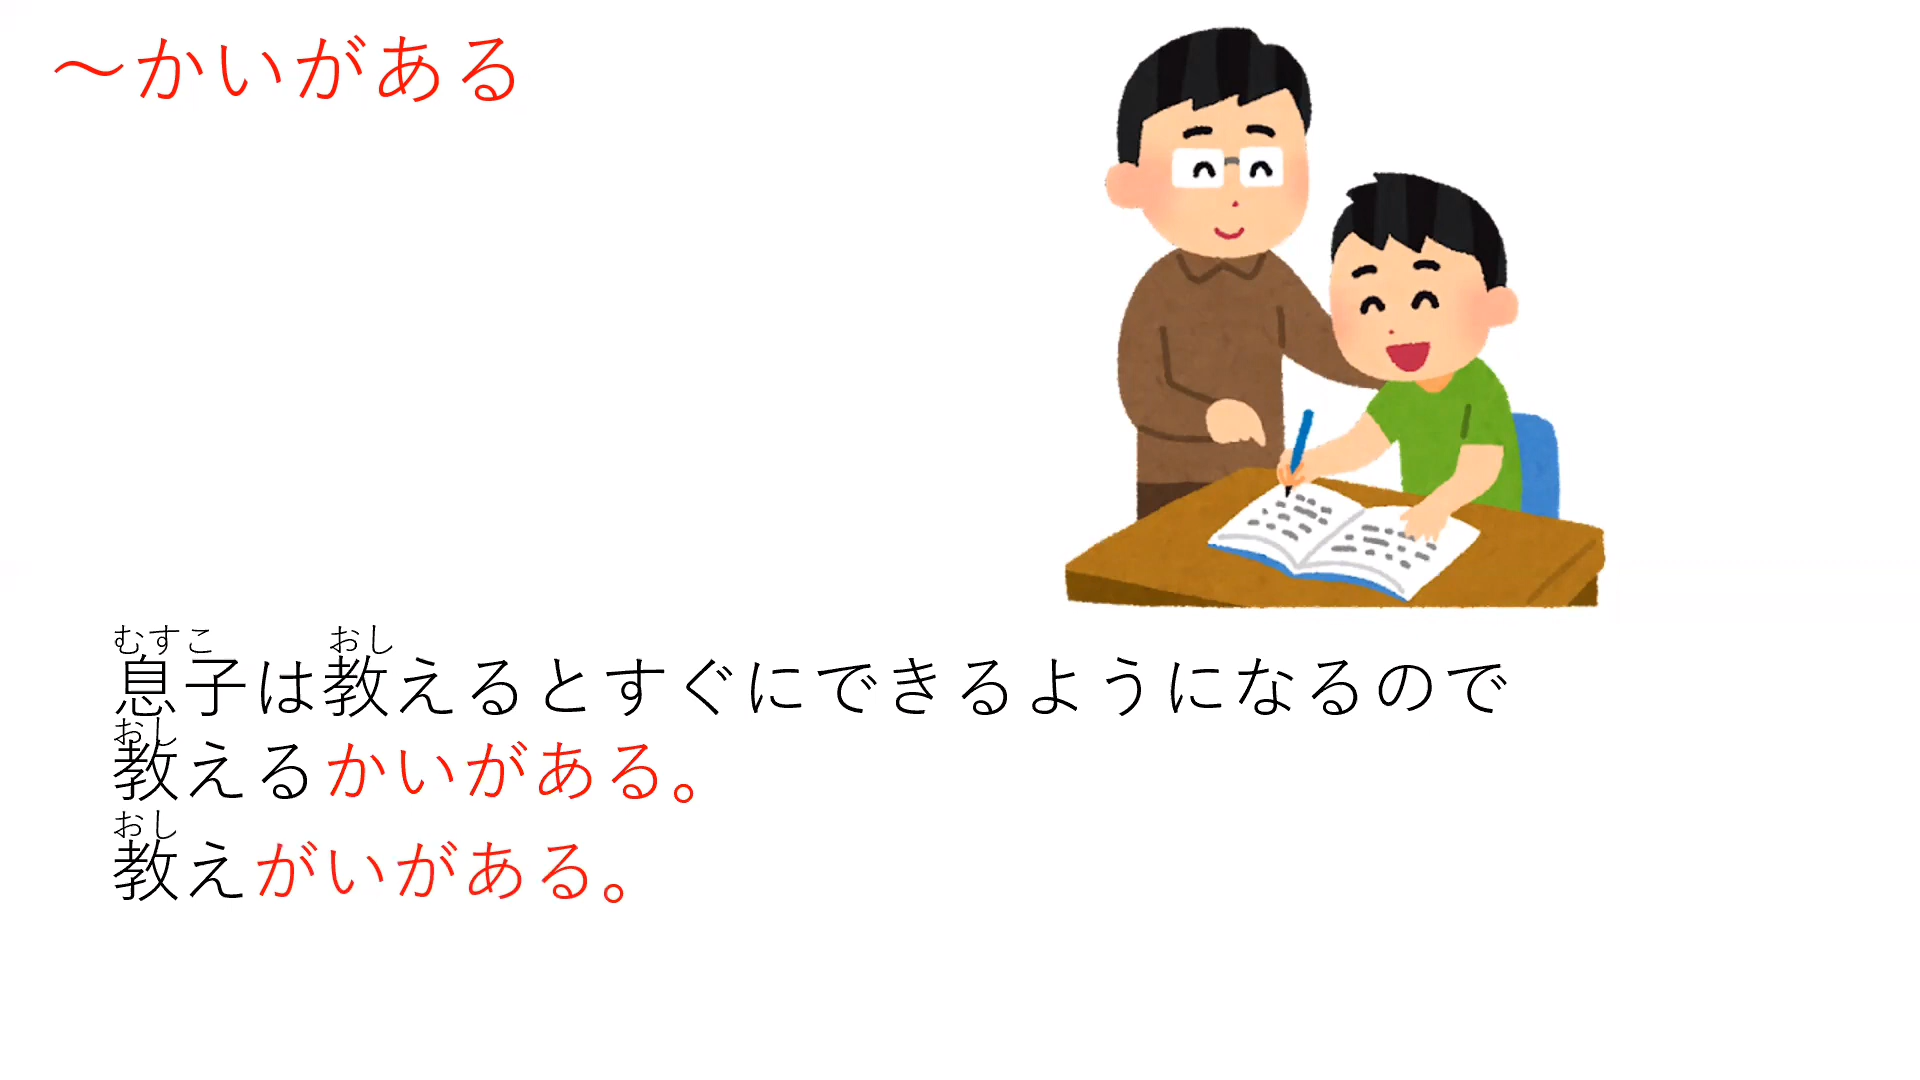 ～かいがある
むすこ おし
息子は教えるとすぐにできるようになるので
おし
教えるかいがある。
おし
教えがいがある。